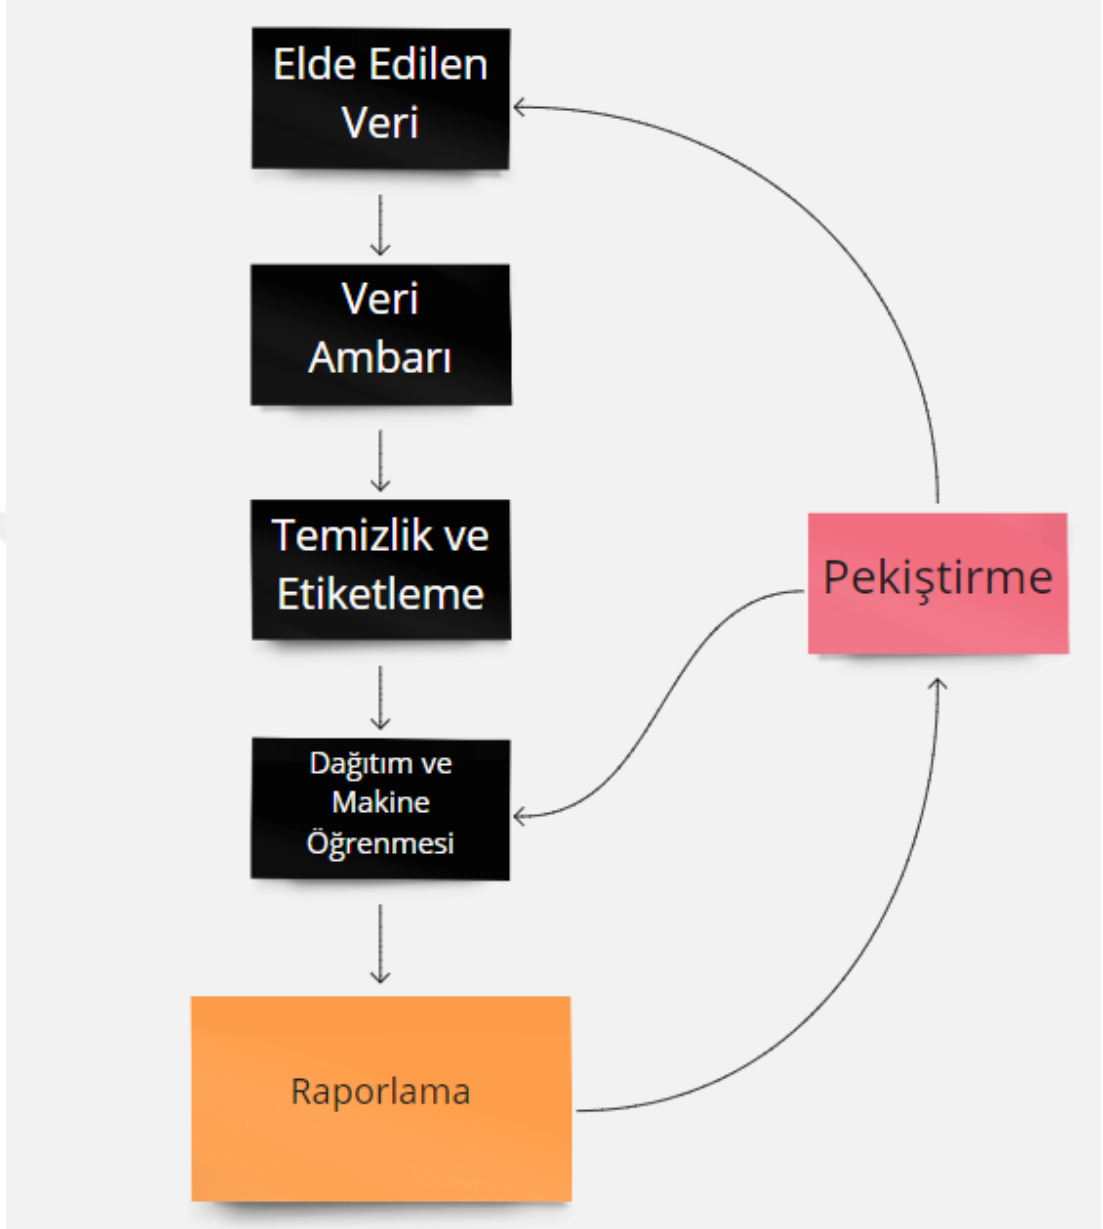 Elde Edilen
Veri
Veri
Ambarı
Temizlik ve
Etiketleme
Pekiştirme
Dağıtım ve
Makine
Öğrenmesi
Raporlama